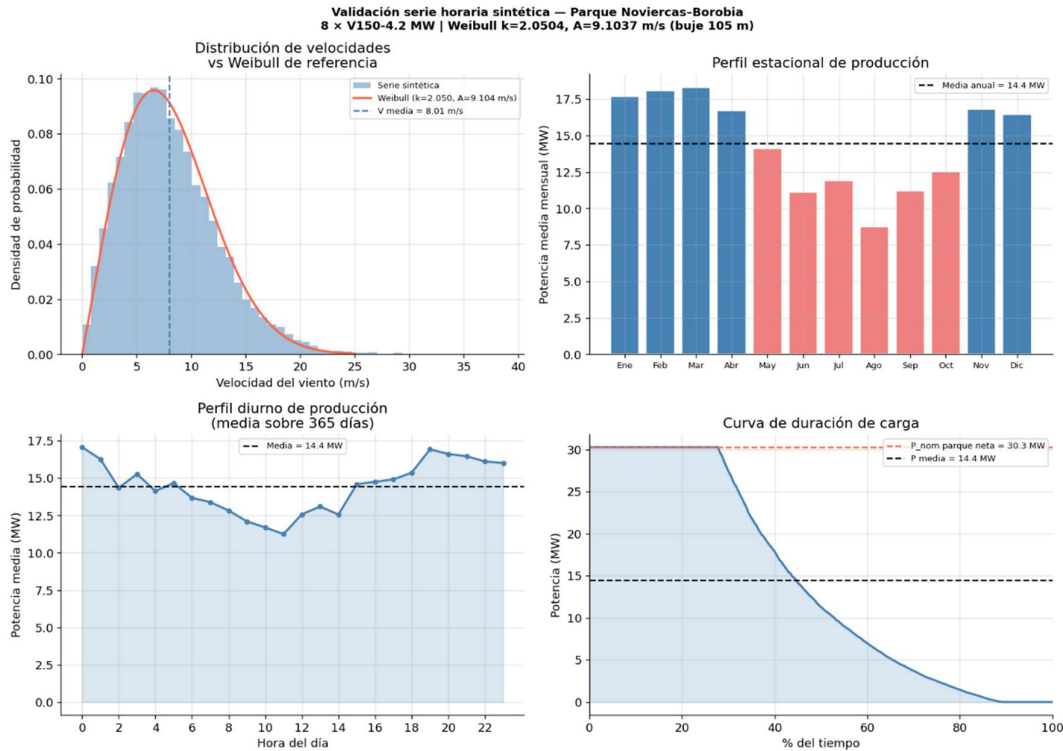 Validación serie horaria sintética — Parque Noviercas–Borobia
8 × V150-4.2 MW | Weibull k=2.0504, A=9.1037 m/s (buje 105 m)
Distribución de velocidades
vs Weibull de referencia
Serie sintética
Weibull (k=2.050, A=9.104 m/s)
V media = 8.01 m/s
Densidad de probabilidad
0.10
0.08
0.06
0.04
0.02
0.00
0 5 10 15 20 25 30 35 40
Velocidad del viento (m/s)
Perfil estacional de producción
Media anual = 14.4 MW
Potencia media mensual (MW)
17.5
15.0
12.5
10.0
7.5
5.0
2.5
0.0
Ene Feb Mar Abr May Jun Jul Ago Sep Oct Nov Dic
Perfil diurno de producción
(media sobre 365 días)
Media = 14.4 MW
Potencia media (MW)
17.5
15.0
12.5
10.0
7.5
5.0
2.5
0.0
0 2 4 6 8 10 12 14 16 18 20 22
Hora del día
Curva de duración de carga
P_nom parque neta = 30.3 MW
P media = 14.4 MW
Potencia (MW)
30
25
20
15
10
5
0
0 20 40 60 80 100
% del tiempo